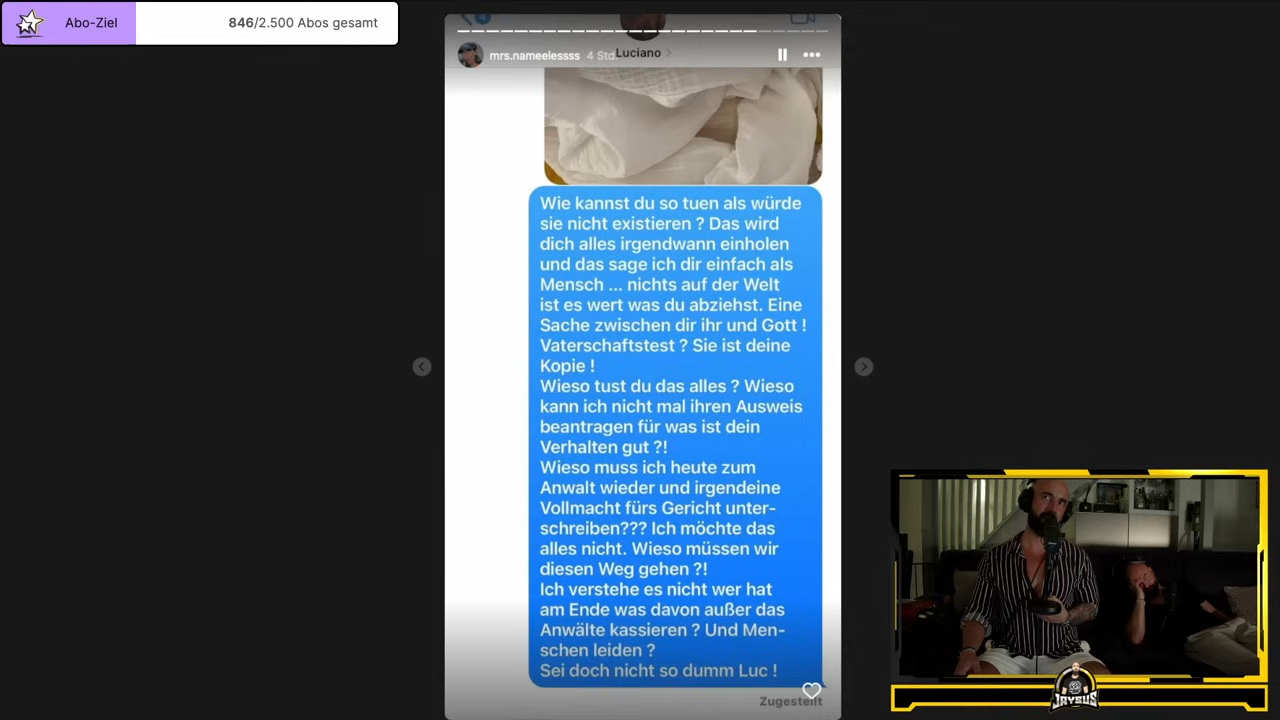 Abo-Ziel
846/2.500 Abos gesamt
mrs.nameelessss 4 Std.
Luciano
Wie kannst du so tuen als würde
sie nicht existieren ? Das wird
dich alles irgendwann einholen
und das sage ich dir einfach als
Mensch ... nichts auf der Welt
ist es wert was du abziehst. Eine
Sache zwischen dir ihr und Gott !
Vaterschaftstest ? Sie ist deine
Kopie !
Wieso tust du das alles ? Wieso
kann ich nicht mal ihren Ausweis
beantragen für was ist dein
Verhalten gut ?!
Wieso muss ich heute zum
Anwalt wieder und irgendeine
Vollmacht fürs Gericht unter-
schreiben??? Ich möchte das
alles nicht. Wieso müssen wir
diesen Weg gehen ?!
Ich verstehe es nicht wer hat
am Ende was davon außer das
Anwälte kassieren ? Und Men-
schen leiden ?
Sei doch nicht so dumm Luc !
Zugestellt
JAYSUS